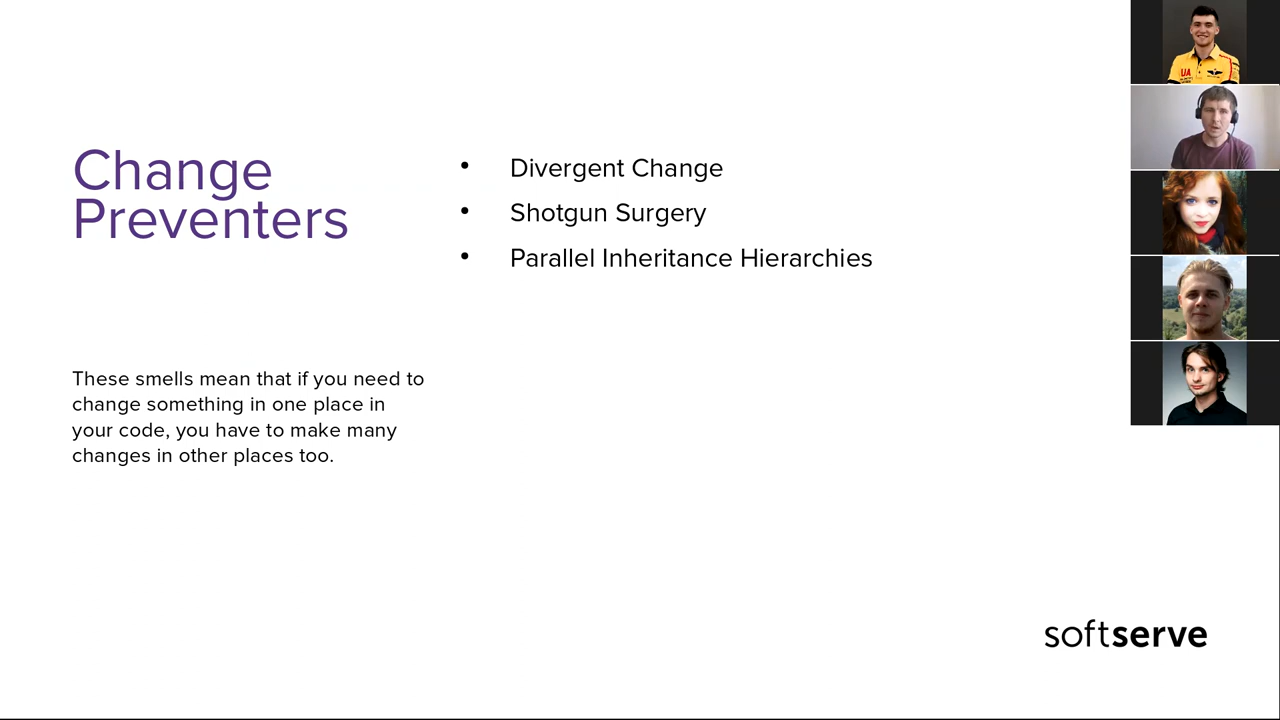 Change
Preventers
• Divergent Change
• Shotgun Surgery
• Parallel Inheritance Hierarchies
These smells mean that if you need to
change something in one place in
your code, you have to make many
changes in other places too.
softserve
UA